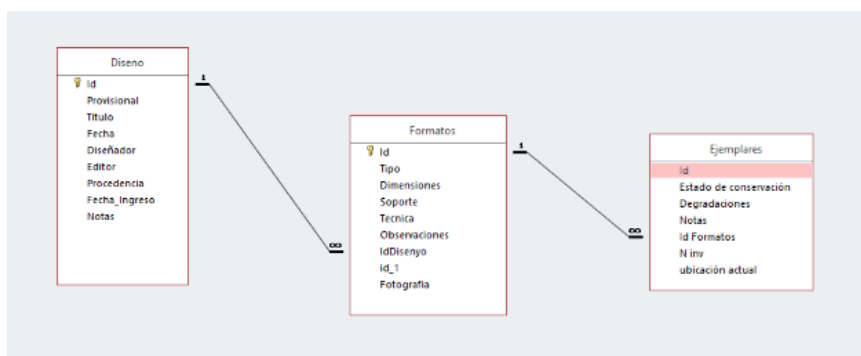 Diseno
Id
Provisional
Titulo
Fecha
Diseñador
Editor
Procedencia
Fecha_Ingreso
Notas
1
∞
Formatos
Id
Tipo
Dimensiones
Soporte
Tecnica
Observaciones
IdDisenyo
Id_1
Fotografia
1
∞
Ejemplares
Id
Estado de conservación
Degradaciones
Notas
Id Formatos
N inv
ubicación actual